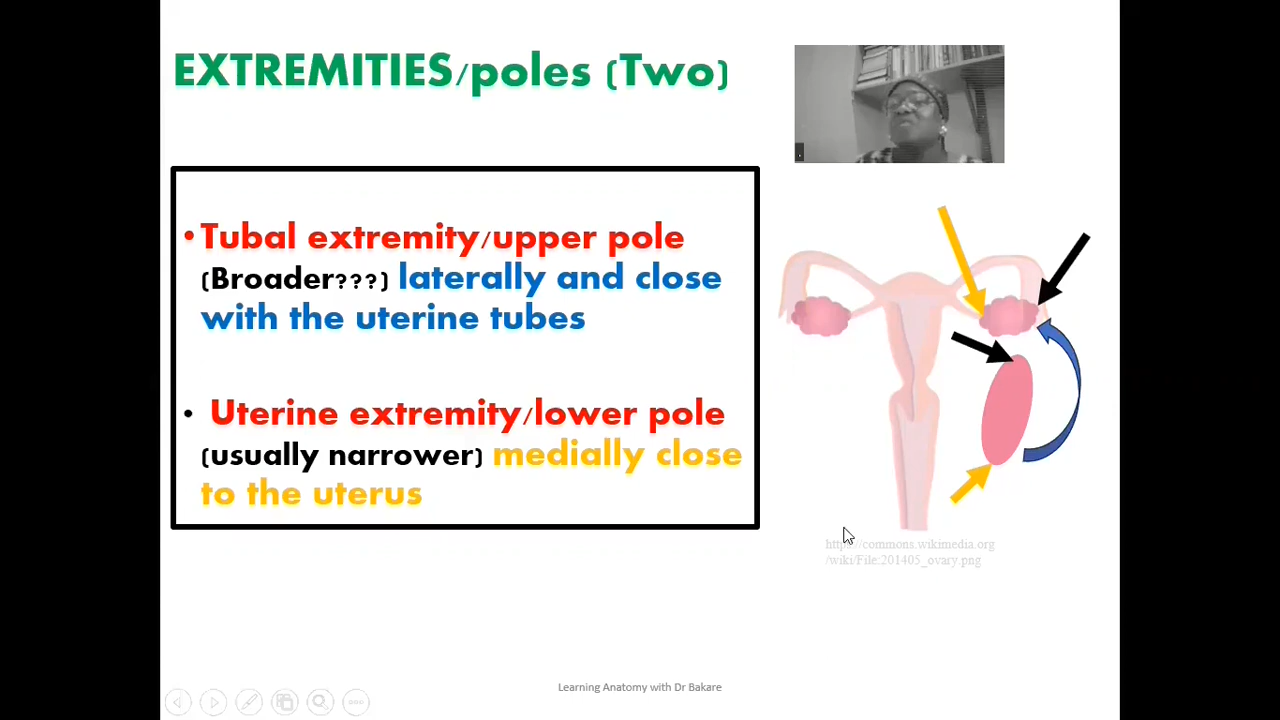 EXTREMITIES/poles (Two)
• Tubal extremity/upper pole
(Broader???) laterally and close
with the uterine tubes
• Uterine extremity/lower pole
(usually narrower) medially close
to the uterus
https://commons.wikimedia.org
/wiki/File:201405_ovary.png
Learning Anatomy with Dr Bakare